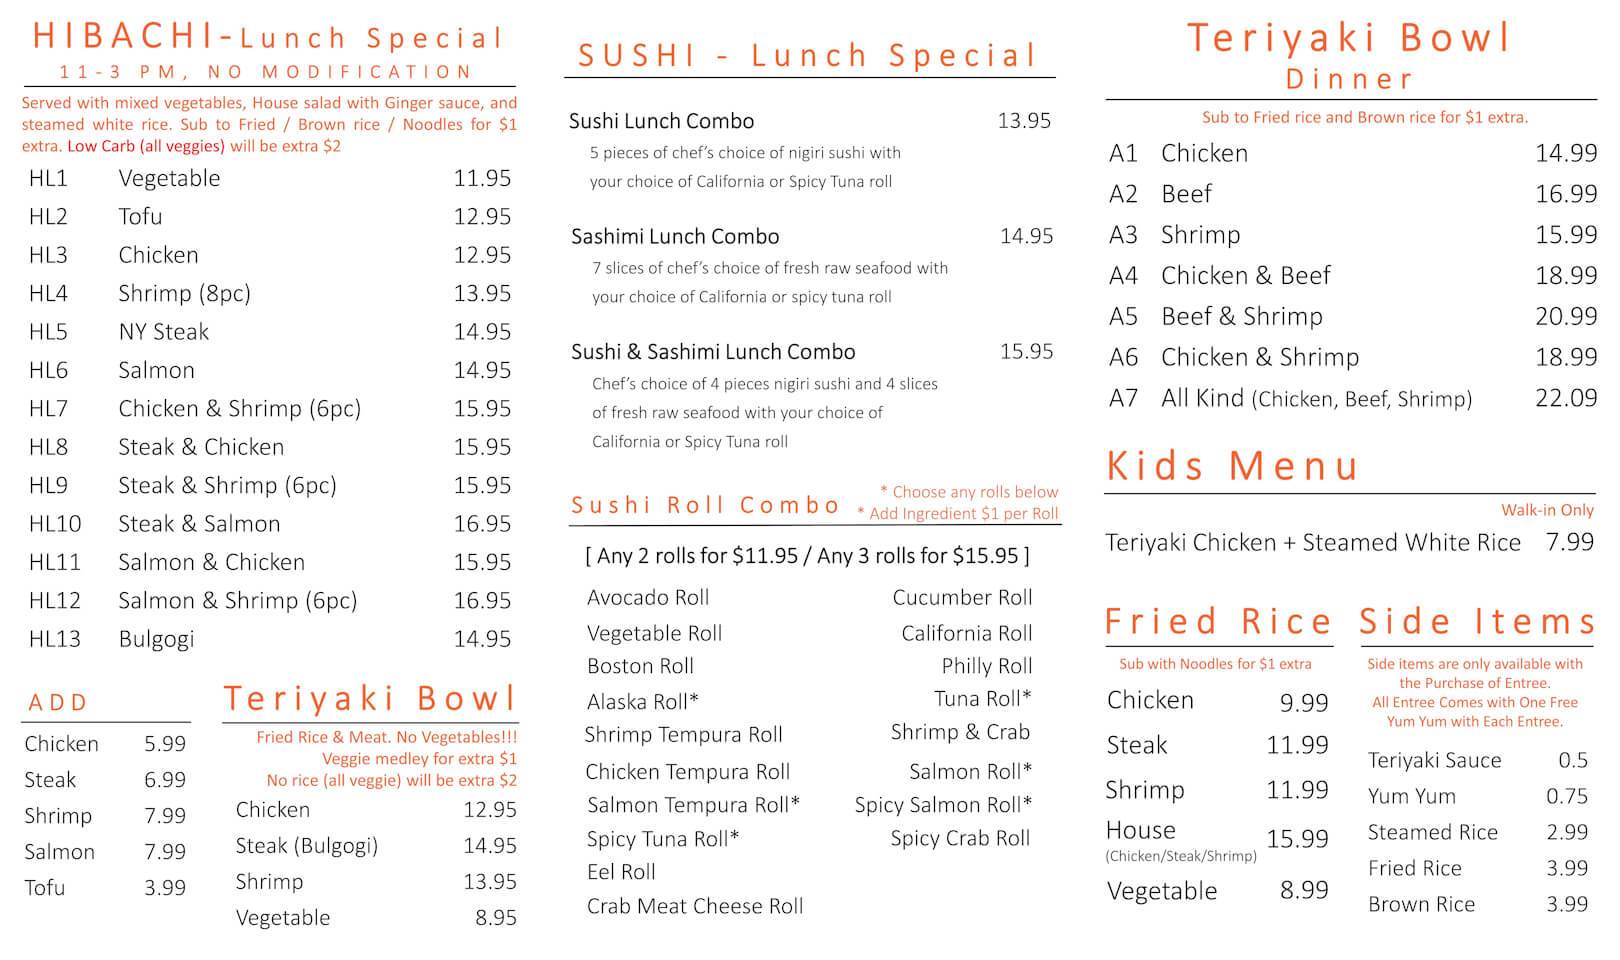 HIBACHI-Lunch Special
11-3 PM, NO MODIFICATION
Served with mixed vegetables, House salad with Ginger sauce, and
steamed white rice. Sub to Fried / Brown rice / Noodles for $1
extra. Low Carb (all veggies) will be extra $2
HL1 Vegetable 11.95
HL2 Tofu 12.95
HL3 Chicken 12.95
HL4 Shrimp (8pc) 13.95
HL5 NY Steak 14.95
HL6 Salmon 14.95
HL7 Chicken & Shrimp (6pc) 15.95
HL8 Steak & Chicken 15.95
HL9 Steak & Shrimp (6pc) 15.95
HL10 Steak & Salmon 16.95
HL11 Salmon & Chicken 15.95
HL12 Salmon & Shrimp (6pc) 16.95
HL13 Bulgogi 14.95
ADD
Chicken 5.99
Steak 6.99
Shrimp 7.99
Salmon 7.99
Tofu 3.99
Teriyaki Bowl
Fried Rice & Meat. No Vegetables!!!
Veggie medley for extra $1
No rice (all veggie) will be extra $2
Chicken 12.95
Steak (Bulgogi) 14.95
Shrimp 13.95
Vegetable 8.95
SUSHI - Lunch Special
Sushi Lunch Combo 13.95
5 pieces of chef's choice of nigiri sushi with
your choice of California or Spicy Tuna roll
Sashimi Lunch Combo 14.95
7 slices of chef's choice of fresh raw seafood with
your choice of California or spicy tuna roll
Sushi & Sashimi Lunch Combo 15.95
Chef's choice of 4 pieces nigiri sushi and 4 slices
of fresh raw seafood with your choice of
California or Spicy Tuna roll
Sushi Roll Combo
* Choose any rolls below
* Add Ingredient $1 per Roll
[ Any 2 rolls for $11.95 / Any 3 rolls for $15.95 ]
Avocado Roll Cucumber Roll
Vegetable Roll California Roll
Boston Roll Philly Roll
Alaska Roll* Tuna Roll*
Shrimp Tempura Roll Shrimp & Crab
Chicken Tempura Roll Salmon Roll*
Salmon Tempura Roll* Spicy Salmon Roll*
Spicy Tuna Roll* Spicy Crab Roll
Eel Roll
Crab Meat Cheese Roll
Teriyaki Bowl
Dinner
Sub to Fried rice and Brown rice for $1 extra.
A1 Chicken 14.99
A2 Beef 16.99
A3 Shrimp 15.99
A4 Chicken & Beef 18.99
A5 Beef & Shrimp 20.99
A6 Chicken & Shrimp 18.99
A7 All Kind (Chicken, Beef, Shrimp) 22.09
Kids Menu
Walk-in Only
Teriyaki Chicken + Steamed White Rice 7.99
Fried Rice
Sub with Noodles for $1 extra
Chicken 9.99
Steak 11.99
Shrimp 11.99
House 15.99
(Chicken/Steak/Shrimp)
Vegetable 8.99
Side Items
Side items are only available with
the Purchase of Entree.
All Entree Comes with One Free
Yum Yum with Each Entree.
Teriyaki Sauce 0.5
Yum Yum 0.75
Steamed Rice 2.99
Fried Rice 3.99
Brown Rice 3.99